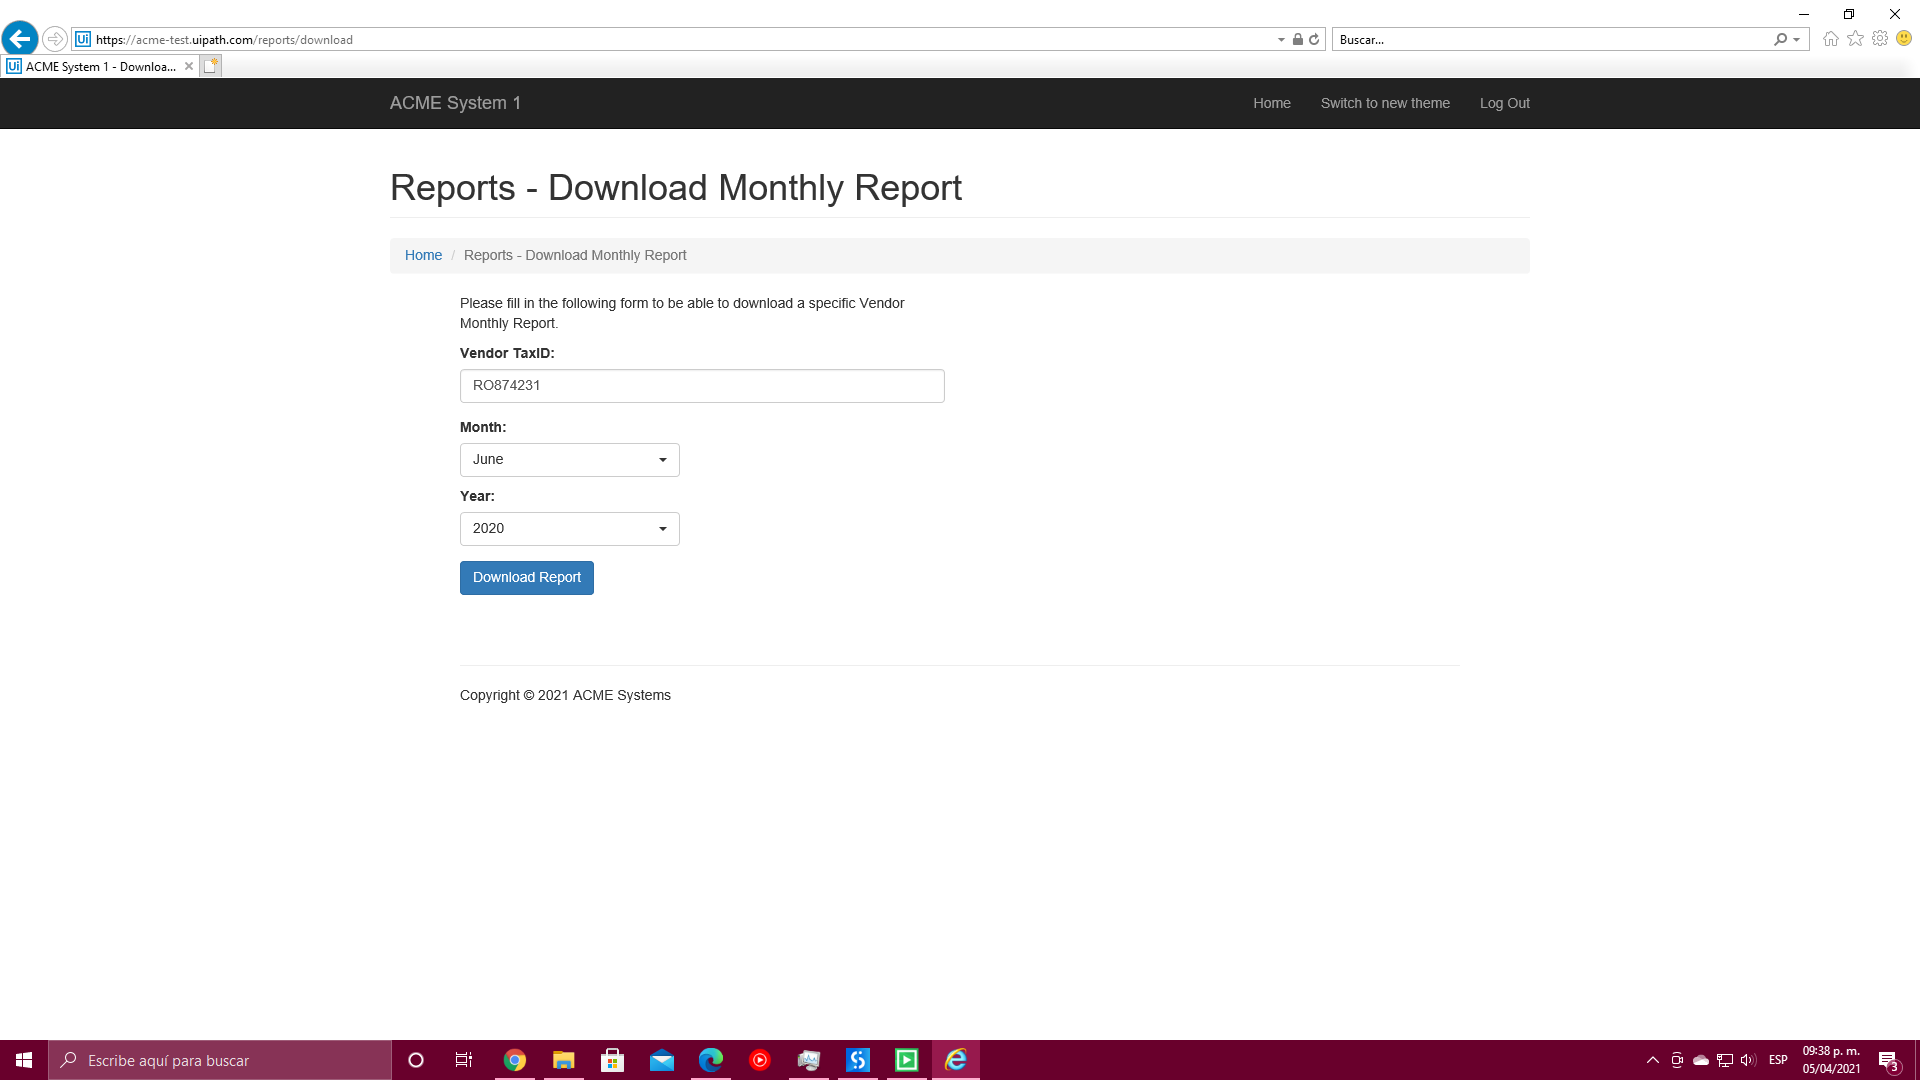 https://acme-test.uipath.com/reports/download
Buscar...
ACME System 1 - Downloa...
ACME System 1
Home
Switch to new theme
Log Out
Reports - Download Monthly Report
Home / Reports - Download Monthly Report
Please fill in the following form to be able to download a specific Vendor
Monthly Report.
Vendor TaxID:
RO874231
Month:
June
Year:
2020
Download Report
Copyright © 2021 ACME Systems
Escribe aquí para buscar
ESP
09:38 p. m.
05/04/2021
3